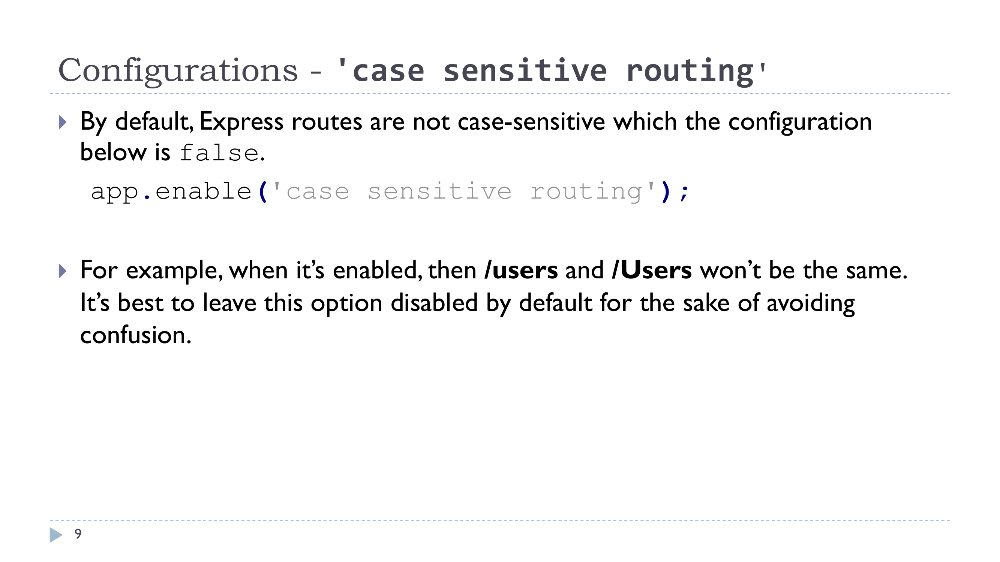 Configurations - 'case sensitive routing'
By default, Express routes are not case-sensitive which the configuration
below is false.
app.enable('case sensitive routing');
For example, when it’s enabled, then /users and /Users won’t be the same.
It’s best to leave this option disabled by default for the sake of avoiding
confusion.
9